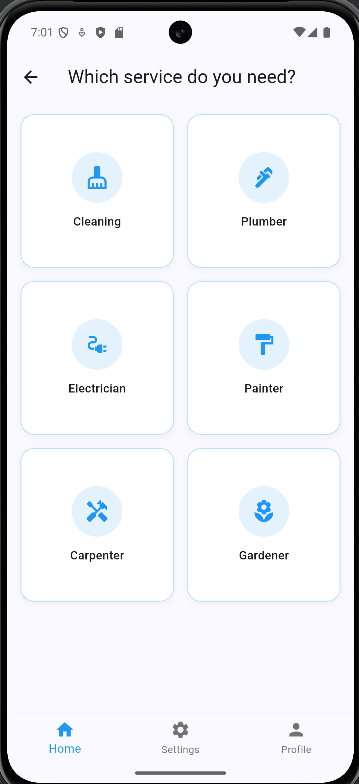 7:01
Which service do you need?
Cleaning
Plumber
Electrician
Painter
Carpenter
Gardener
Home
Settings
Profile